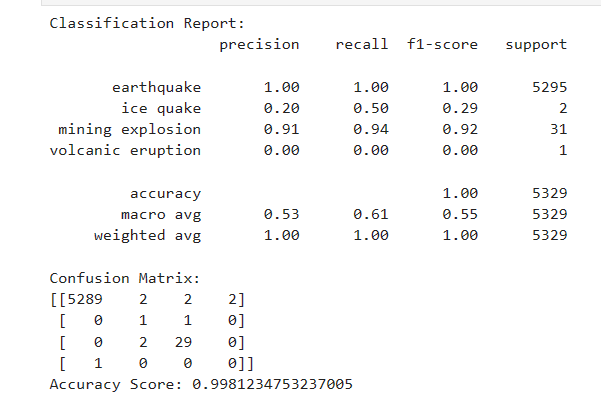 Classification Report:
precision recall f1-score support
earthquake 1.00 1.00 1.00 5295
ice quake 0.20 0.50 0.29 2
mining explosion 0.91 0.94 0.92 31
volcanic eruption 0.00 0.00 0.00 1
accuracy 1.00 5329
macro avg 0.53 0.61 0.55 5329
weighted avg 1.00 1.00 1.00 5329
Confusion Matrix:
[[5289 2 2 2]
[ 0 1 1 0]
[ 0 2 29 0]
[ 1 0 0 0]]
Accuracy Score: 0.9981234753237005